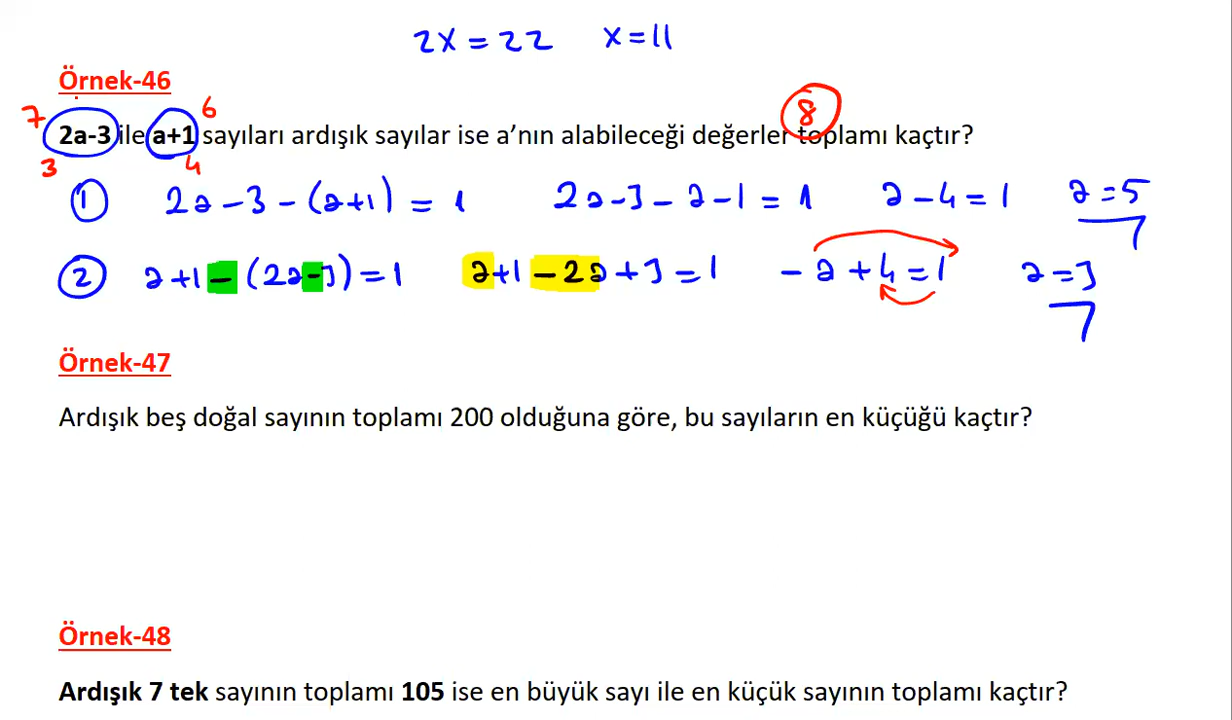 2x = 22 x = 11
Örnek-46
7 6 8
2a-3 ile a+1 sayıları ardışık sayılar ise a’nın alabileceği değerler toplamı kaçtır?
3 4
1 2a - 3 - (a+1) = 1 2a - 3 - a - 1 = 1 a - 4 = 1 a = 5
2 a + 1 - (2a - 3) = 1 a + 1 - 2a + 3 = 1 - a + 4 = 1 a = 3
Örnek-47
Ardışık beş doğal sayının toplamı 200 olduğuna göre, bu sayıların en küçüğü kaçtır?
Örnek-48
Ardışık 7 tek sayının toplamı 105 ise en büyük sayı ile en küçük sayının toplamı kaçtır?